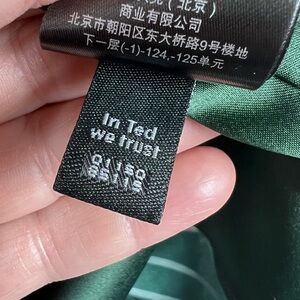 (北京)
商业有限公司
北京市朝阳区东大桥路9号楼地
下一层(-1)-124,-125单元
In Ted
we trust